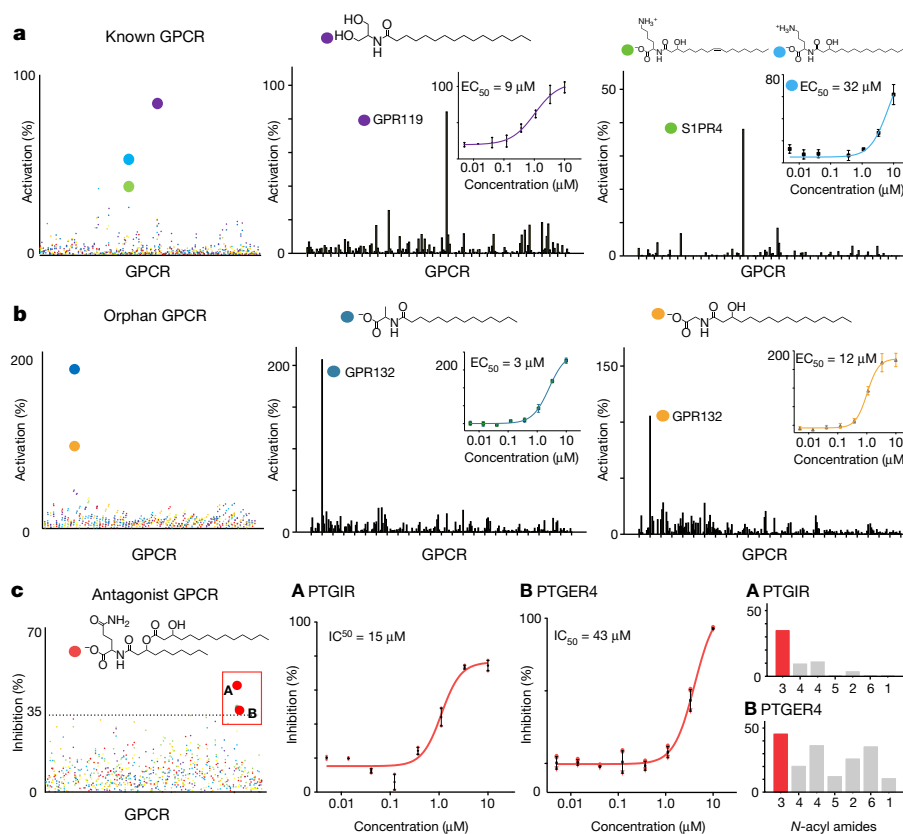 a
Known GPCR
100
Activation (%)
0
GPCR
HO
HO
O
N
H
100
Activation (%)
0
GPR119
EC50 = 9 μM
100
0.01 0.1 1.0 10
Concentration (μM)
GPCR
NH3+
−O
O
OH
O
N
H
+H3N
−O
O
OH
O
N
H
50
Activation (%)
0
S1PR4
80
EC50 = 32 μM
0.01 0.1 1.0 10
Concentration (μM)
GPCR
b
Orphan GPCR
200
Activation (%)
0
GPCR
−O
O
N
H
O
200
Activation (%)
0
GPR132
200
EC50 = 3 μM
0.01 0.1 1.0 10
Concentration (μM)
GPCR
−O
O
N
H
O
OH
150
Activation (%)
0
GPR132
200
EC50 = 12 μM
0.01 0.1 1.0 10
Concentration (μM)
GPCR
c
Antagonist GPCR
NH2
O
−O
O
N
H
O
O
O
OH
70
35
0
Inhibition (%)
A
B
GPCR
A PTGIR
100
Inhibition (%)
0
IC50 = 15 μM
0.01 0.1 1.0 10
Concentration (μM)
B PTGER4
100
Inhibition (%)
0
IC50 = 43 μM
0.01 0.1 1.0 10
Concentration (μM)
A
PTGIR
50
0
3 4 4 5 2 6 1
B
PTGER4
50
0
3 4 4 5 2 6 1
N-acyl amides